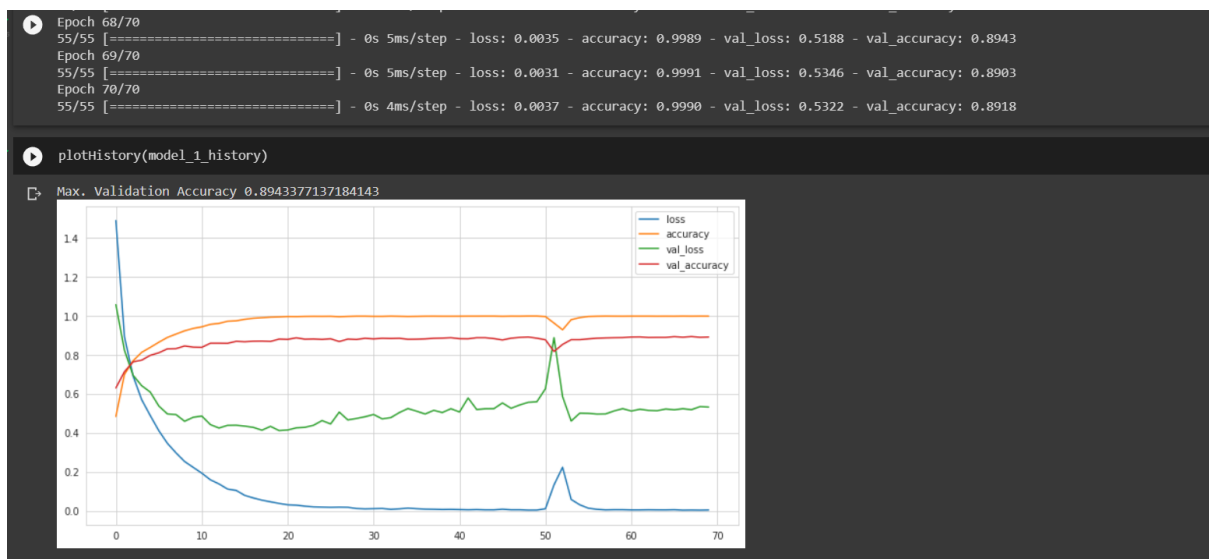 Epoch 68/70
55/55 [==============================] - 0s 5ms/step - loss: 0.0035 - accuracy: 0.9989 - val_loss: 0.5188 - val_accuracy: 0.8943
Epoch 69/70
55/55 [==============================] - 0s 5ms/step - loss: 0.0031 - accuracy: 0.9991 - val_loss: 0.5346 - val_accuracy: 0.8903
Epoch 70/70
55/55 [==============================] - 0s 4ms/step - loss: 0.0037 - accuracy: 0.9990 - val_loss: 0.5322 - val_accuracy: 0.8918
plotHistory(model_1_history)
Max. Validation Accuracy 0.8943377137184143
loss
accuracy
val_loss
val_accuracy
1.4
1.2
1.0
0.8
0.6
0.4
0.2
0.0
0 10 20 30 40 50 60 70